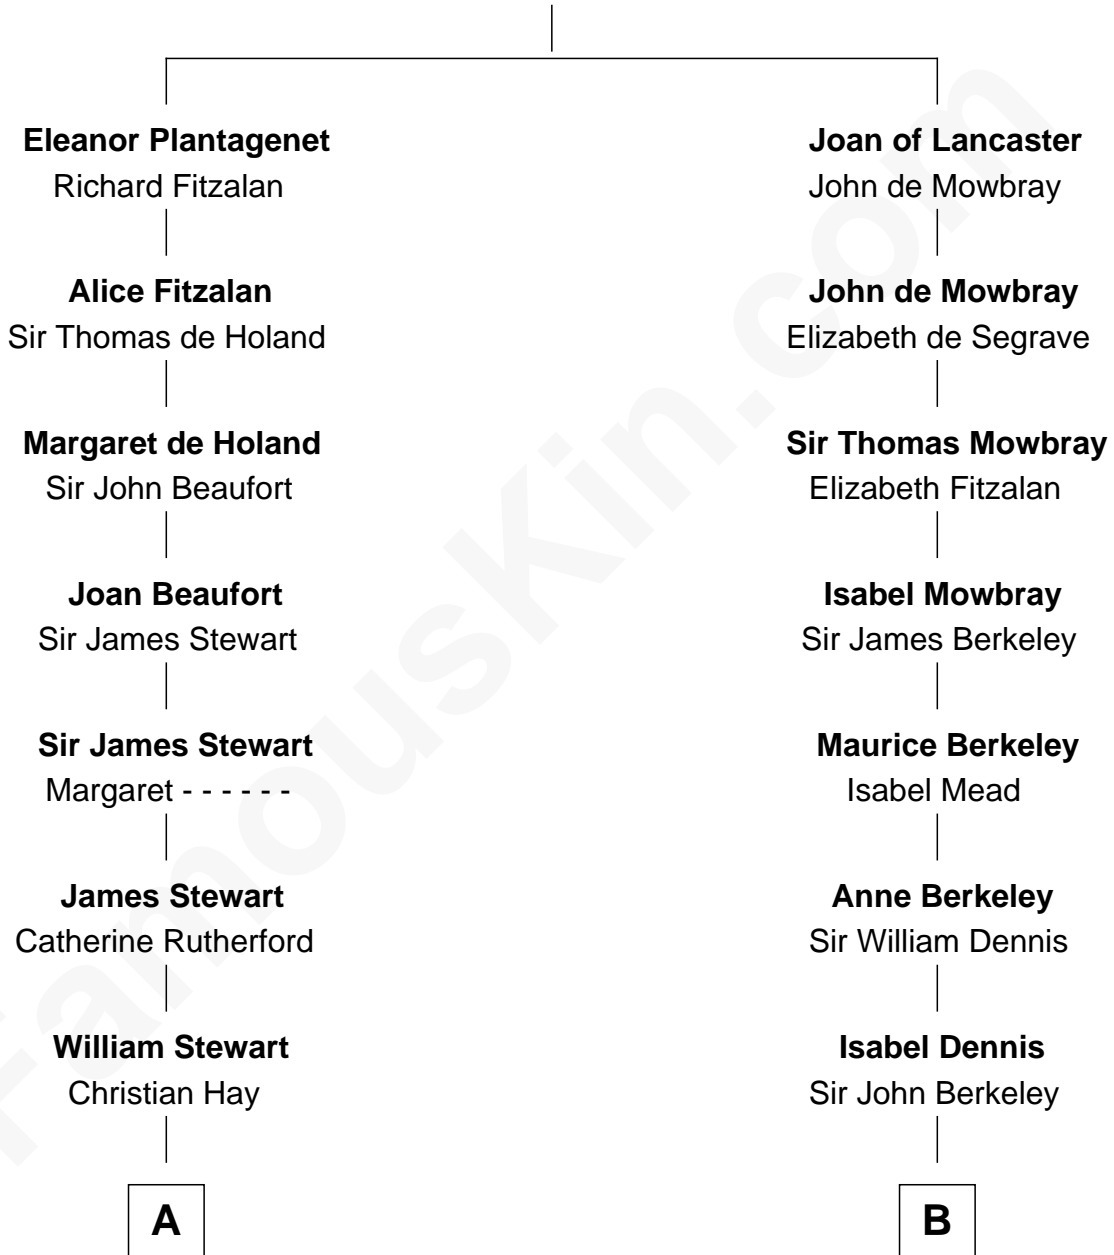 Eleanor Plantagenet
Richard Fitzalan
Alice Fitzalan
Sir Thomas de Holand
Margaret de Holand
Sir John Beaufort
Joan Beaufort
Sir James Stewart
Sir James Stewart
Margaret - - - - - -
James Stewart
Catherine Rutherford
William Stewart
Christian Hay
A
Joan of Lancaster
John de Mowbray
John de Mowbray
Elizabeth de Segrave
Sir Thomas Mowbray
Elizabeth Fitzalan
Isabel Mowbray
Sir James Berkeley
Maurice Berkeley
Isabel Mead
Anne Berkeley
Sir William Dennis
Isabel Dennis
Sir John Berkeley
B
FamousKin.com